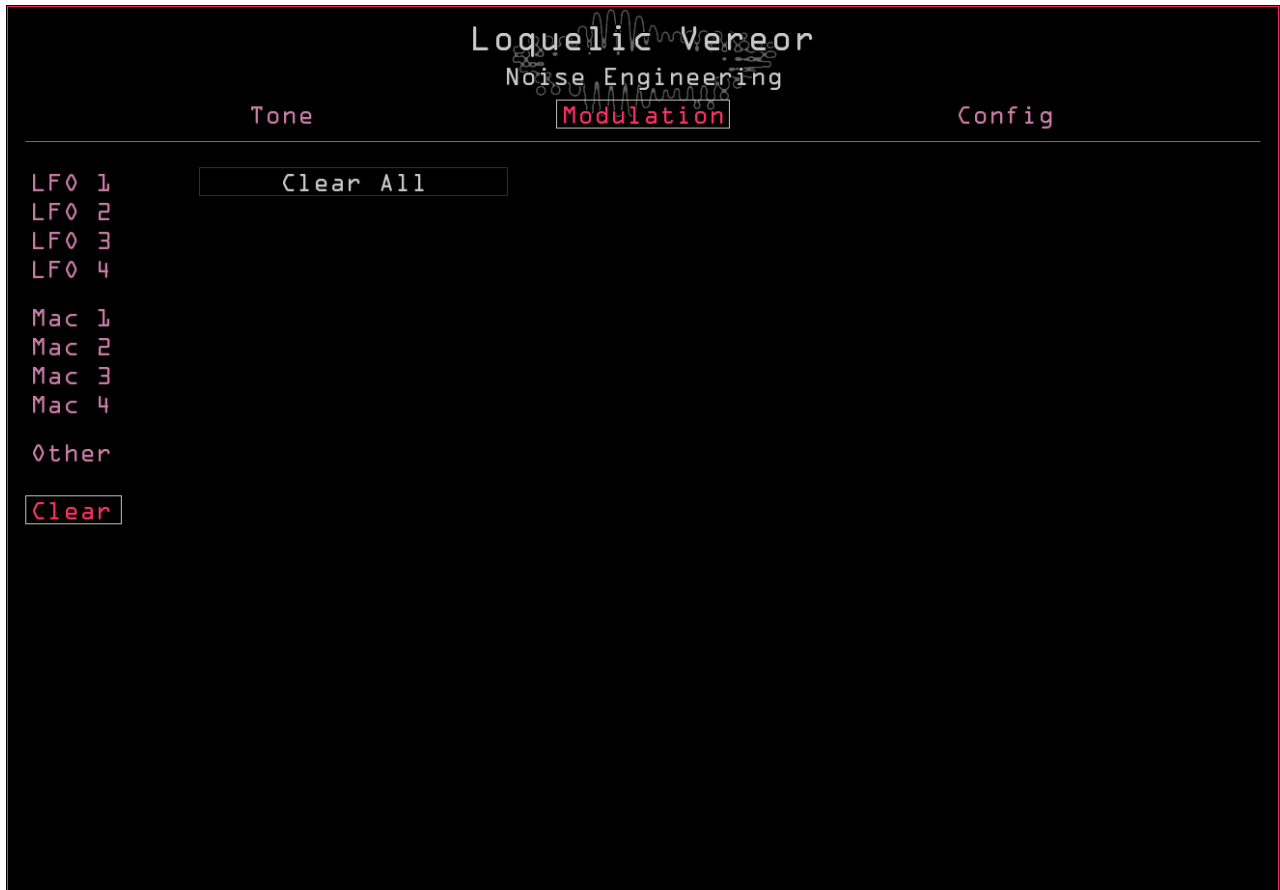 Loquelic Vereor
Noise Engineering
Tone Modulation Config
LFO 1 Clear All
LFO 2
LFO 3
LFO 4
Mac 1
Mac 2
Mac 3
Mac 4
Other
Clear